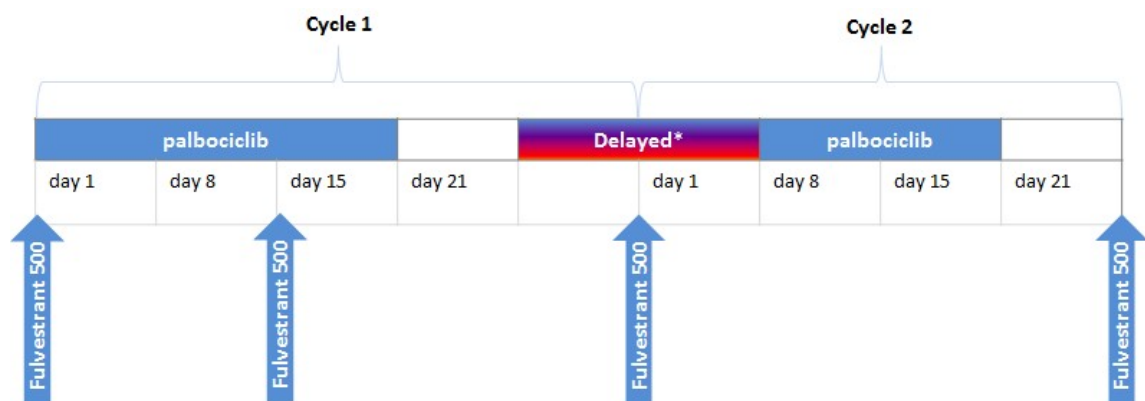 Cycle 1
Cycle 2
palbociclib
Delayed*
palbociclib
day 1
day 8
day 15
day 21
day 1
day 8
day 15
day 21
Fulvestrant 500
Fulvestrant 500
Fulvestrant 500
Fulvestrant 500